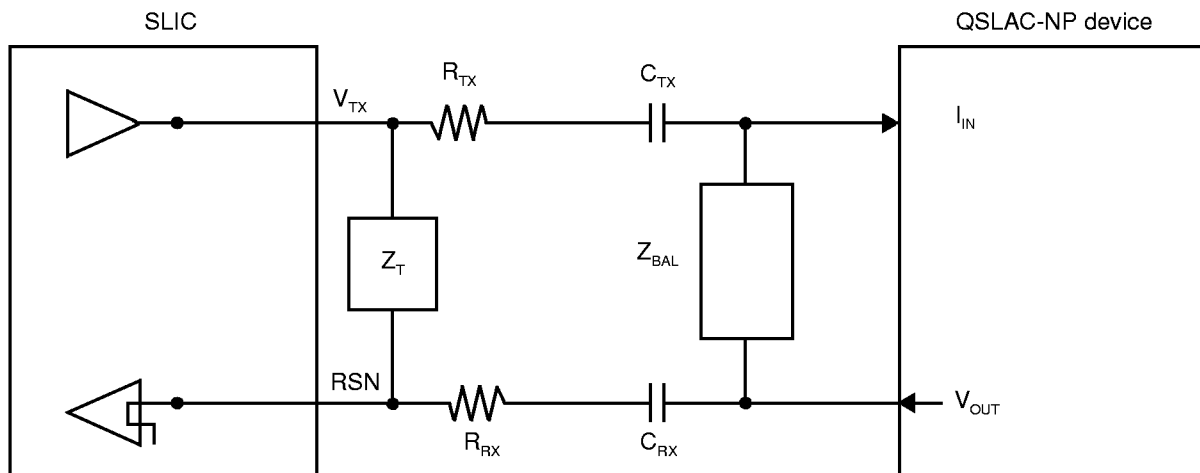 SLIC
QSLAC-NP device
R_TX
C_TX
V_TX
I_IN
Z_T
Z_BAL
RSN
V_OUT
R_RX
C_RX